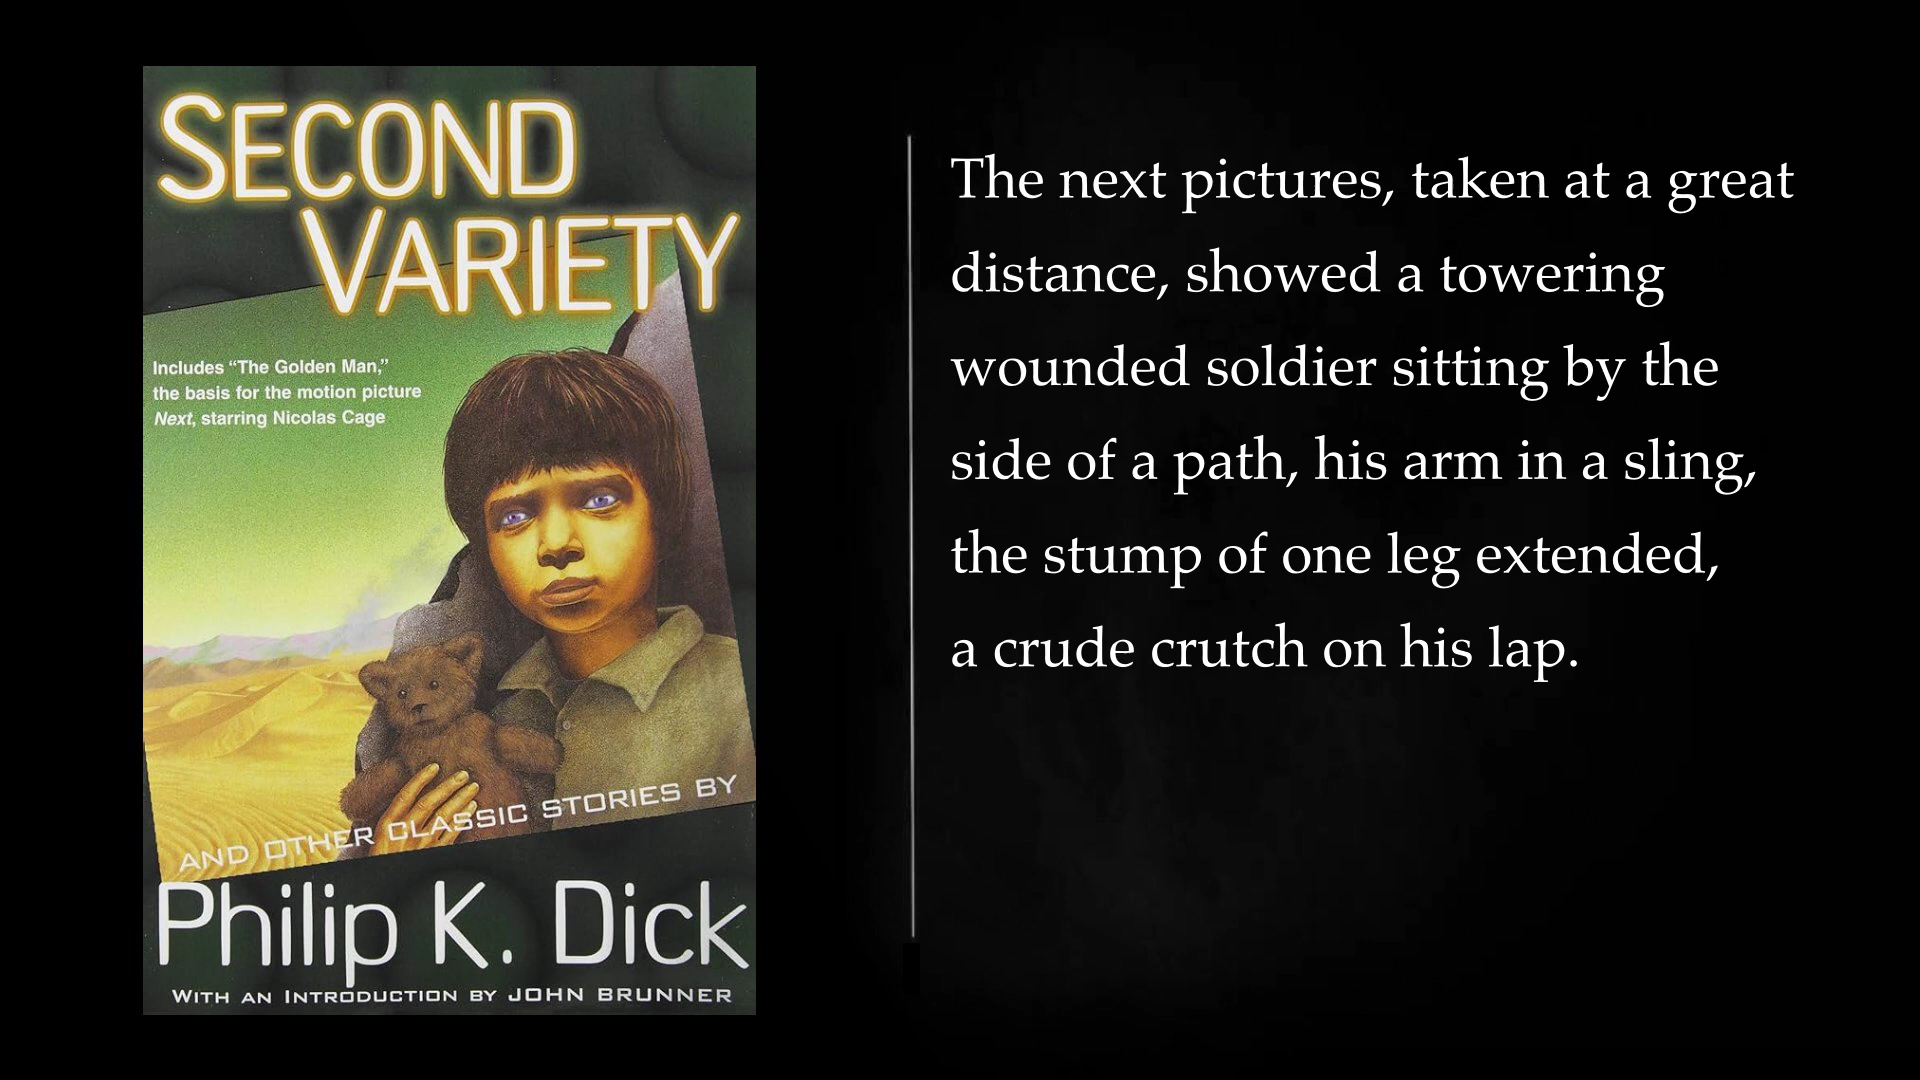 SECOND
VARIETY
Includes “The Golden Man,”
the basis for the motion picture
Next, starring Nicolas Cage
AND OTHER CLASSIC STORIES BY
Philip K. Dick
WITH AN INTRODUCTION BY JOHN BRUNNER
The next pictures, taken at a great
distance, showed a towering
wounded soldier sitting by the
side of a path, his arm in a sling,
the stump of one leg extended,
a crude crutch on his lap.